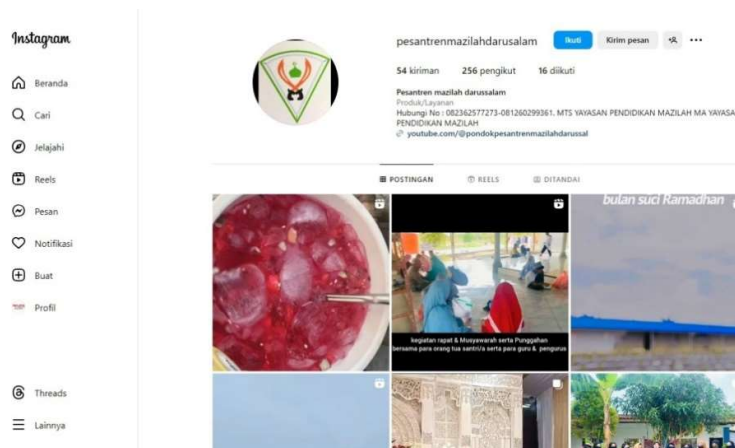 Instagram
Beranda
Cari
Jelajahi
Reels
Pesan
Notifikasi
Buat
Profil
Threads
Lainnya
pesantrenmazilahdarusalam
Ikuti
Kirim pesan
54 kiriman 256 pengikut 16 diikuti
Pesantren mazilah darussalam
Produk/Layanan
Hubungi No : 082362577273-081260299361. MTS YAYASAN PENDIDIKAN MAZILAH MA YAYASA
PENDIDIKAN MAZILAH
youtube.com/@pondokpesantrenmazilahdarussal
POSTINGAN
REELS
DITANDAI
bulan suci Ramadhan
kegiatan rapat & Musyawarah serta Punggahan
bersama para orang tua santri/a serta para guru & pengurus